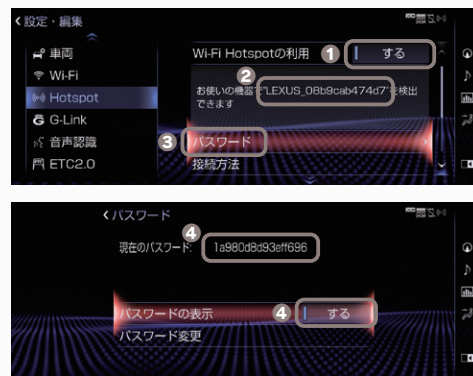 設定・編集
車両
Wi-Fi
Hotspot
G-Link
音声認識
ETC2.0
Wi-Fi Hotspotの利用 1 する
2
お使いの機器で"LEXUS_08b9cab474d7"を検出
できます
3 パスワード
接続方法
パスワード
4
現在のパスワード: 1a980d8d93eff696
パスワードの表示 4 する
パスワード変更